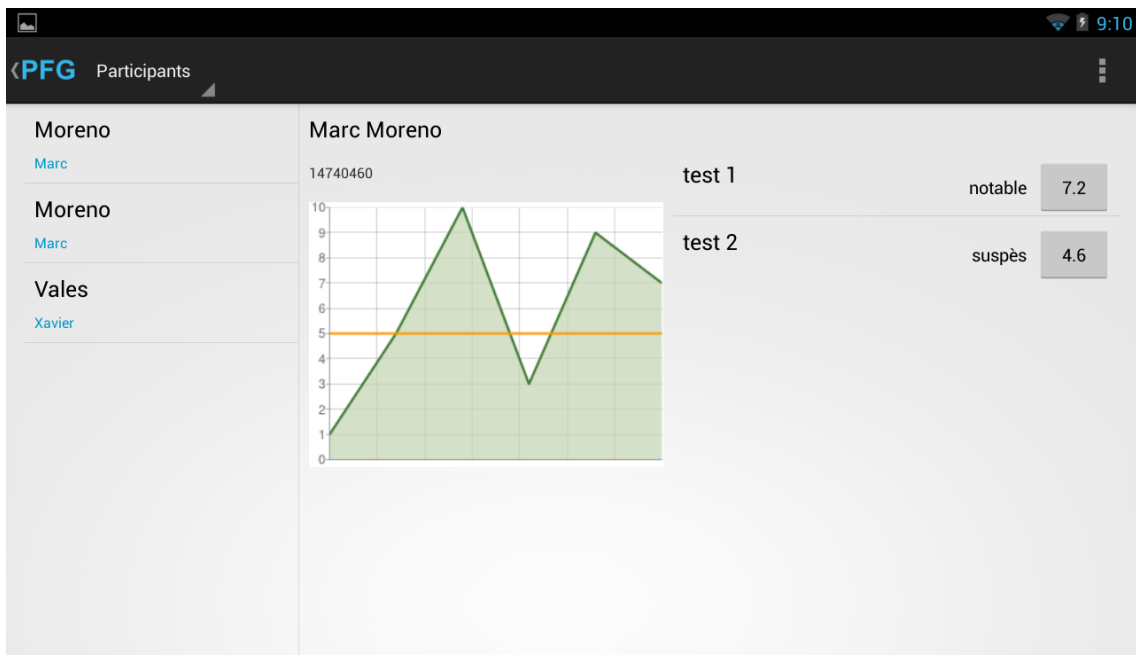 9:10
PFG Participants
Moreno
Marc
Moreno
Marc
Vales
Xavier
Marc Moreno
14740460
10
9
8
7
6
5
4
3
2
1
0
test 1
notable 7.2
test 2
suspès 4.6